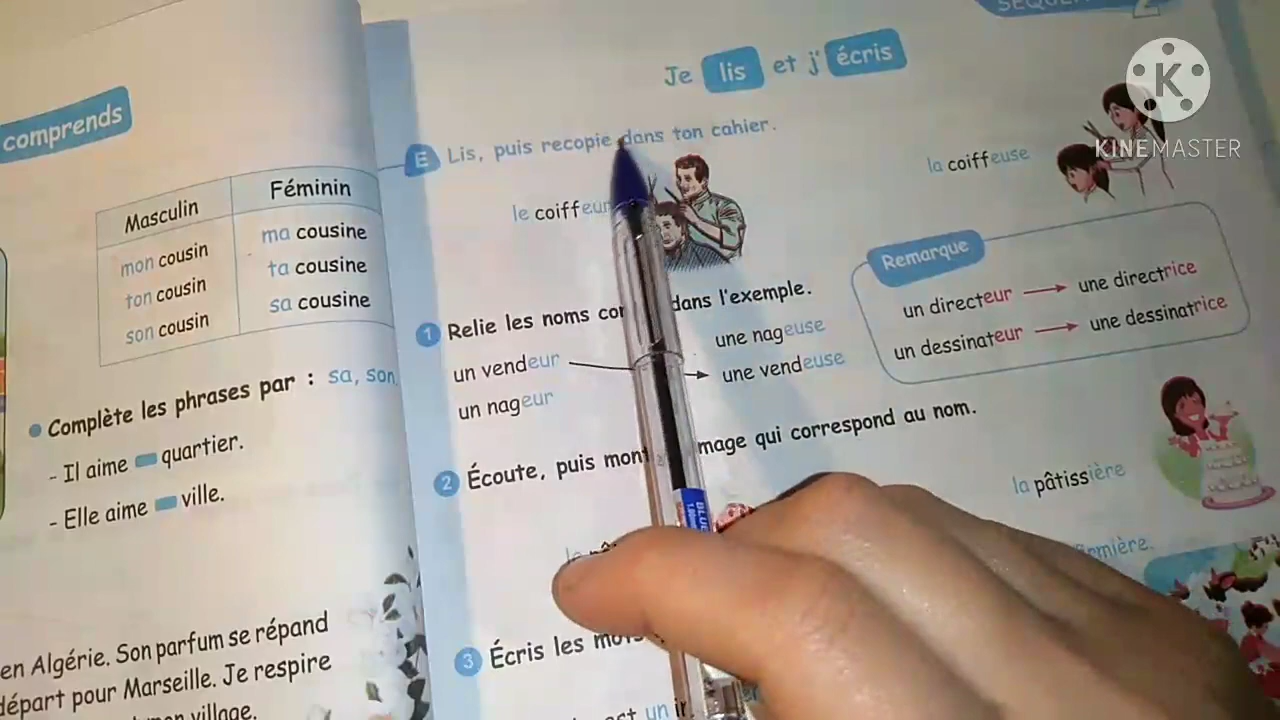 comprends
Masculin Féminin
mon cousin ma cousine
ton cousin ta cousine
son cousin sa cousine
Complète les phrases par : sa, son
- Il aime quartier.
- Elle aime ville.
en Algérie. Son parfum se répand
départ pour Marseille. Je respire
village.
2
Je lis et j'écris
E Lis, puis recopie dans ton cahier.
le coiffeur
la coiffeuse
1 Relie les noms dans l'exemple.
un vendeur une nageuse
un nageur une vendeuse
Remarque
un directeur → une directrice
un dessinateur → une dessinatrice
2 Écoute, puis qui correspond au nom.
la pâtissière
3 Écris les
un
K
KINEMASTER